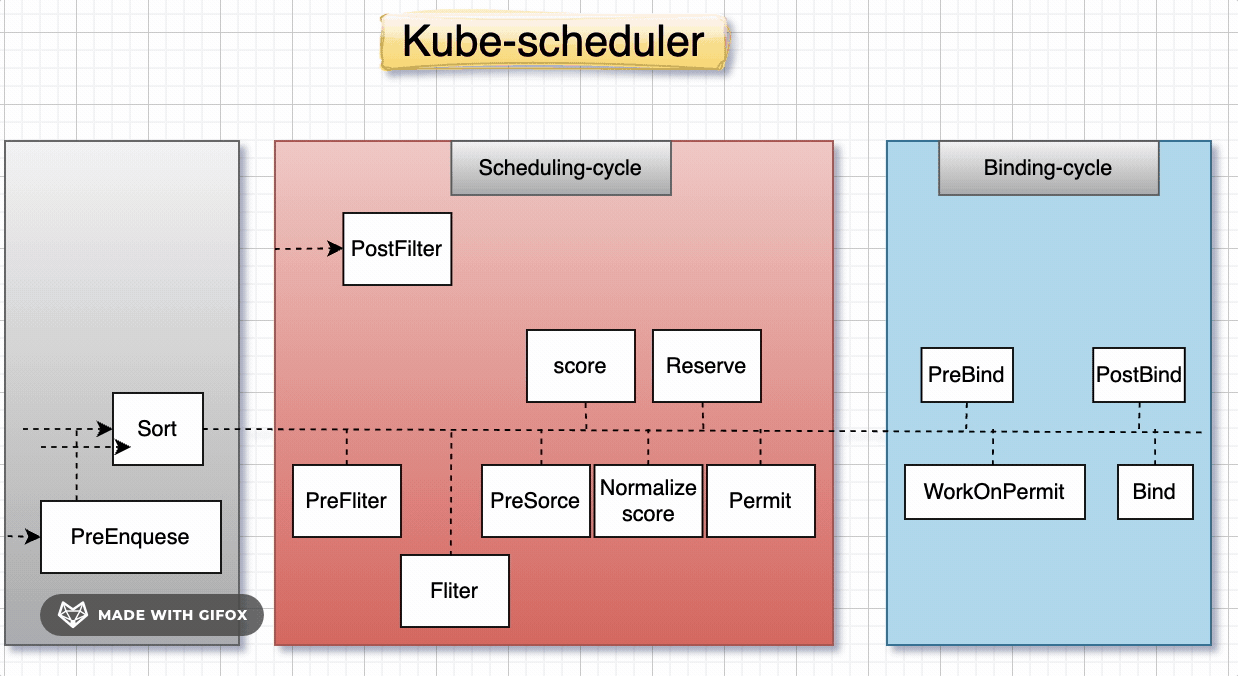 Kube-scheduler
Scheduling-cycle
Binding-cycle
PostFilter
score
Reserve
PreBind
PostBind
Sort
PreFliter
PreSorce
Normalize
score
Permit
WorkOnPermit
Bind
PreEnquese
Fliter
MADE WITH GIFOX